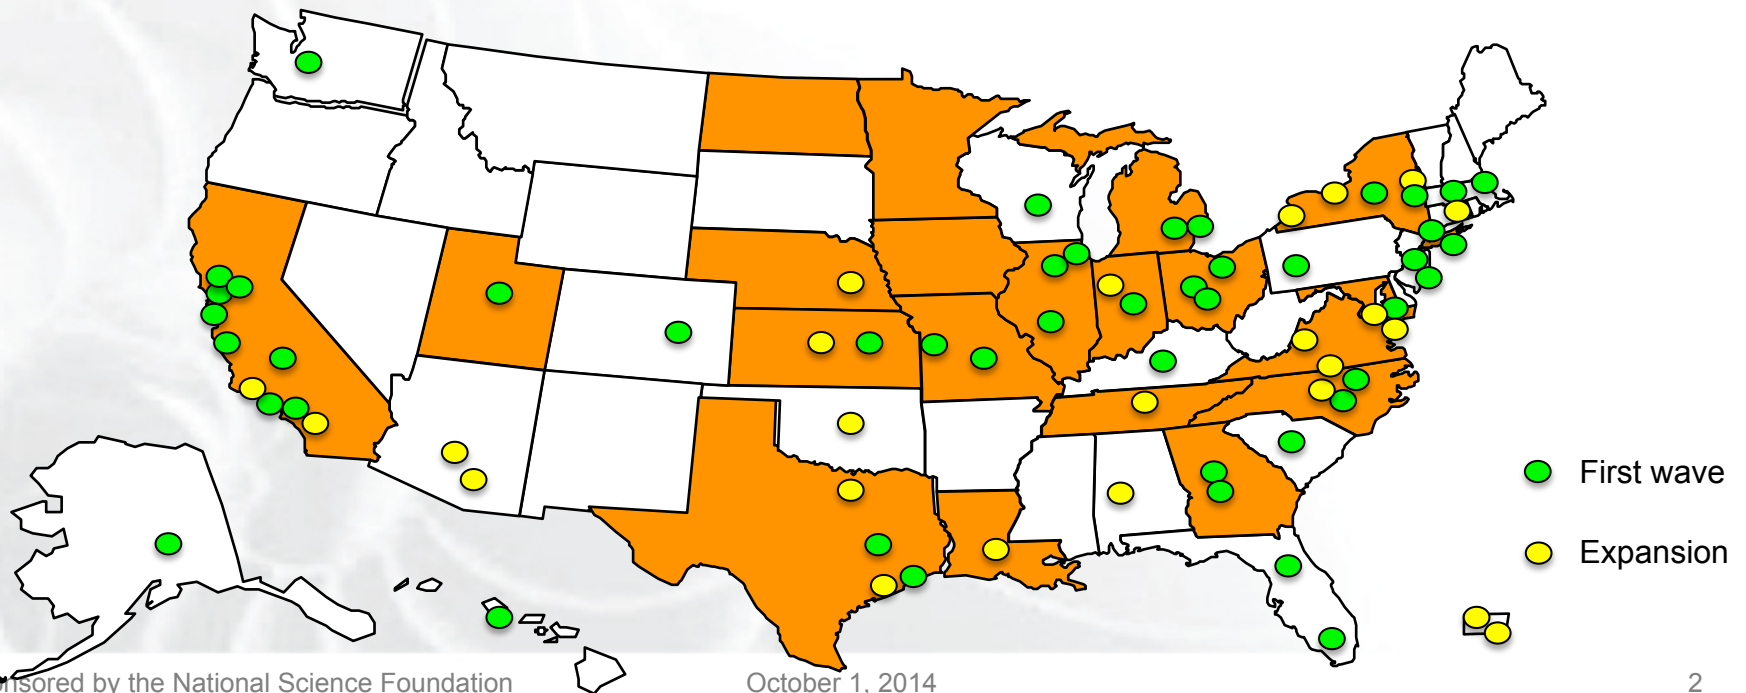 First wave
Expansion
nsored by the National Science Foundation
October 1, 2014
2